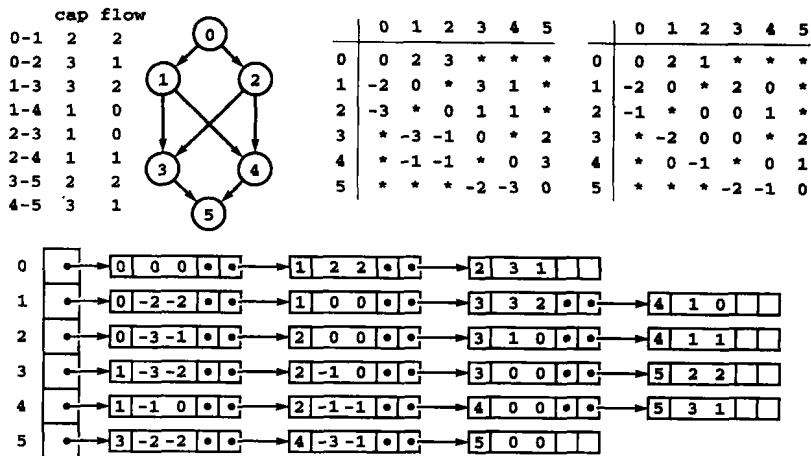 cap flow
0-1 2 2
0-2 3 1
1-3 3 2
1-4 1 0
2-3 1 0
2-4 1 1
3-5 2 2
4-5 3 1
0
1 2
3 4
5
0 1 2 3 4 5
0 0 2 3 * * *
1 -2 0 * 3 1 *
2 -3 * 0 1 1 *
3 * -3 -1 0 * 2
4 * -1 -1 * 0 3
5 * * * -2 -3 0
0 1 2 3 4 5
0 0 2 1 * * *
1 -2 0 * 2 0 *
2 -1 * 0 0 1 *
3 * -2 0 0 * 2
4 * 0 -1 * 0 1
5 * * * -2 -1 0
0 0 0 0 1 2 2 2 3 1
1 0 -2 -2 1 0 0 3 3 2 4 1 0
2 0 -3 -1 2 0 0 3 1 0 4 1 1
3 1 -3 -2 2 -1 0 3 0 0 5 2 2
4 1 -1 0 2 -1 -1 4 0 0 5 3 1
5 3 -2 -2 4 -3 -1 5 0 0